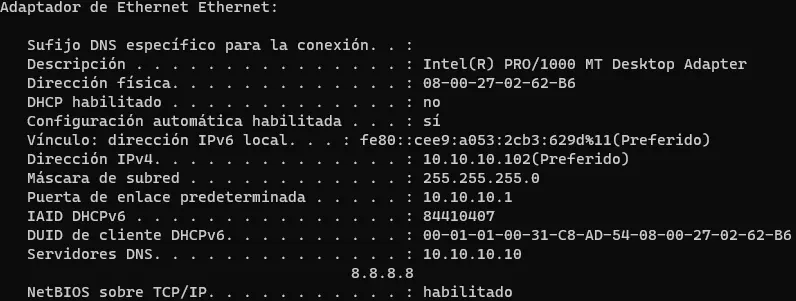 Adaptador de Ethernet Ethernet:
Sufijo DNS específico para la conexión. . :
Descripción . . . . . . . . . . . . . . . : Intel(R) PRO/1000 MT Desktop Adapter
Dirección física. . . . . . . . . . . . . : 08-00-27-02-62-B6
DHCP habilitado . . . . . . . . . . . . . : no
Configuración automática habilitada . . . : sí
Vínculo: dirección IPv6 local. . . : fe80::cee9:a053:2cb3:629d%11(Preferido)
Dirección IPv4. . . . . . . . . . . . . . : 10.10.10.102(Preferido)
Máscara de subred . . . . . . . . . . . . : 255.255.255.0
Puerta de enlace predeterminada . . . . . : 10.10.10.1
IAID DHCPv6 . . . . . . . . . . . . . . . : 84410407
DUID de cliente DHCPv6. . . . . . . . . . : 00-01-01-00-31-C8-AD-54-08-00-27-02-62-B6
Servidores DNS. . . . . . . . . . . . . . : 10.10.10.10
8.8.8.8
NetBIOS sobre TCP/IP. . . . . . . . . . . : habilitado